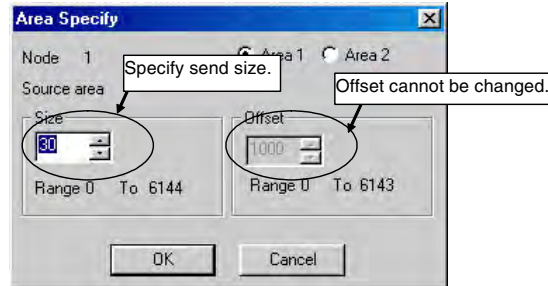 Area Specify
Node 1
Area 1 Area 2
Specify send size.
Source area
Offset cannot be changed.
Size
30
Range 0 To 6144
Offset
1000
Range 0 To 6143
OK
Cancel